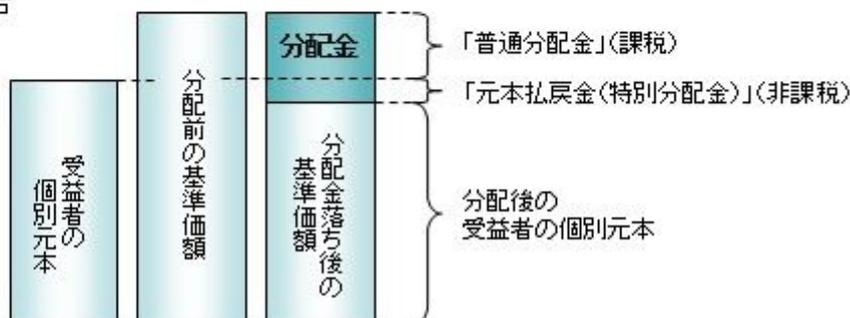 受益者の
個別元本
分配前の基準価額
分配金
分配金落ち後の
基準価額
「普通分配金」(課税)
「元本払戻金(特別分配金)」(非課税)
分配後の
受益者の個別元本